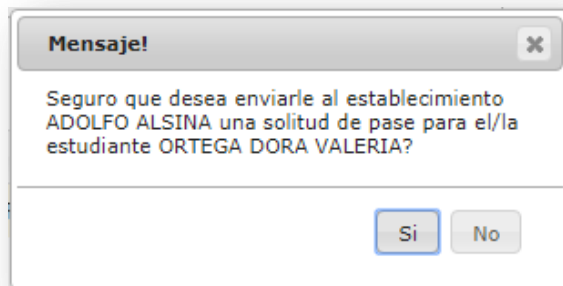 Mensaje!
Seguro que desea enviarle al establecimiento
ADOLFO ALSINA una solitud de pase para el/la
estudiante ORTEGA DORA VALERIA?
Si No